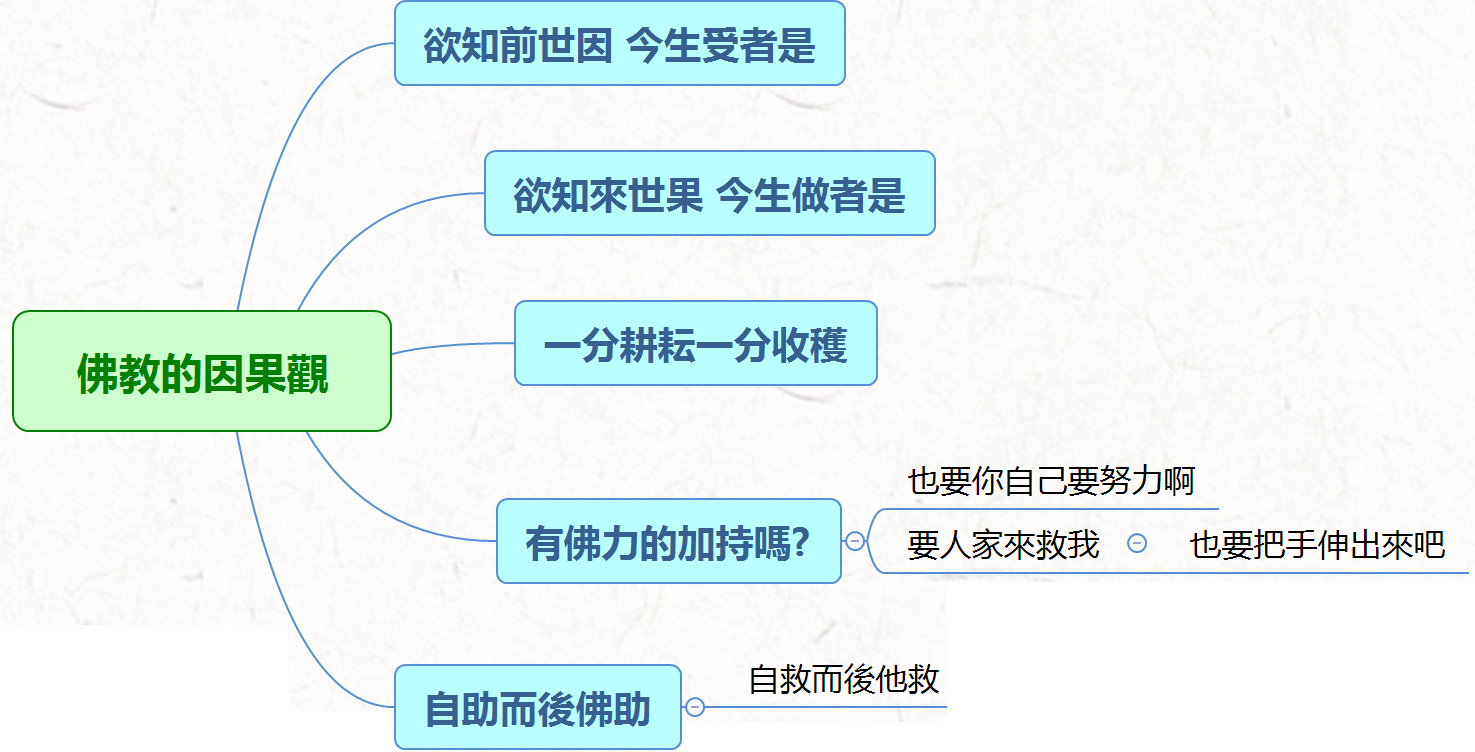 欲知前世因 今生受者是
欲知來世果 今生做者是
一分耕耘一分收穫
佛教的因果觀
有佛力的加持嗎?
也要你自己要努力啊
要人家來救我
也要把手伸出來吧
自助而後佛助
自救而後他救